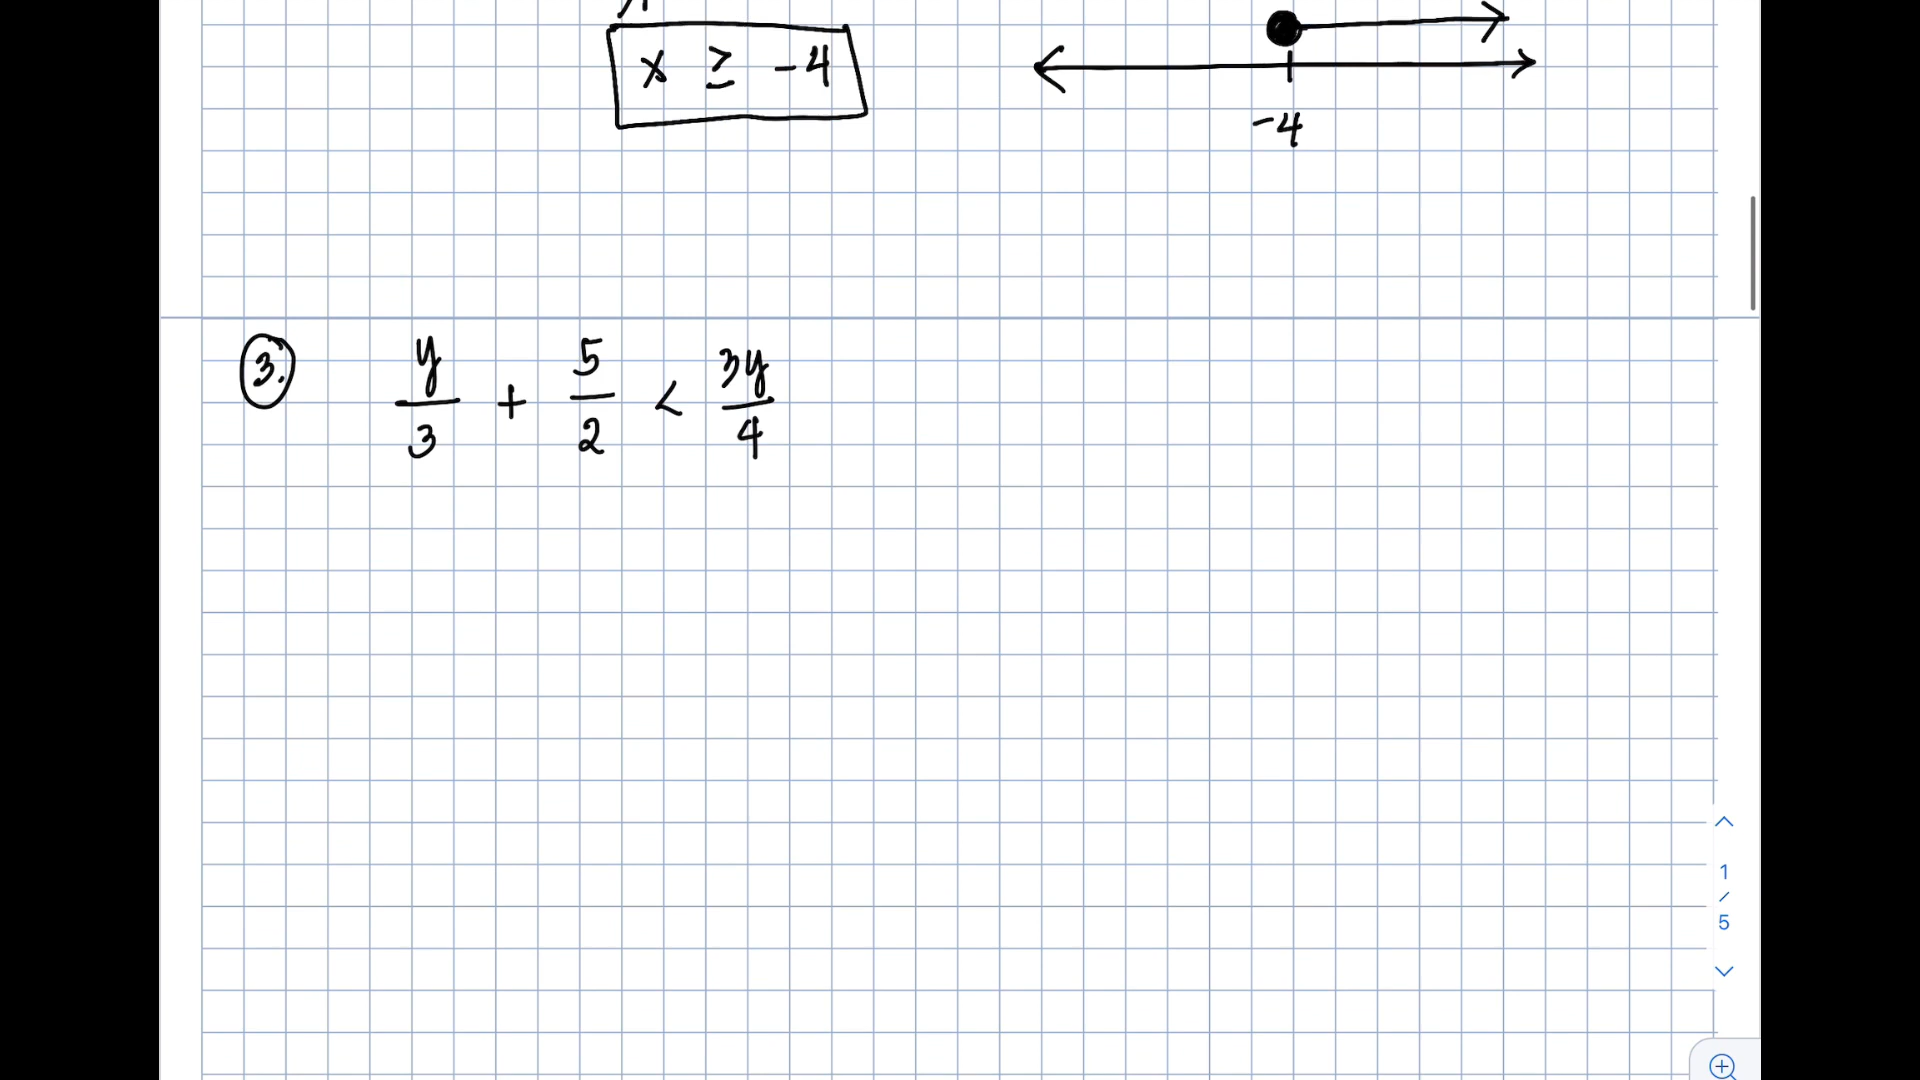 x ≥ -4
-4
3. y/3 + 5/2 < 3y/4
1
/
5